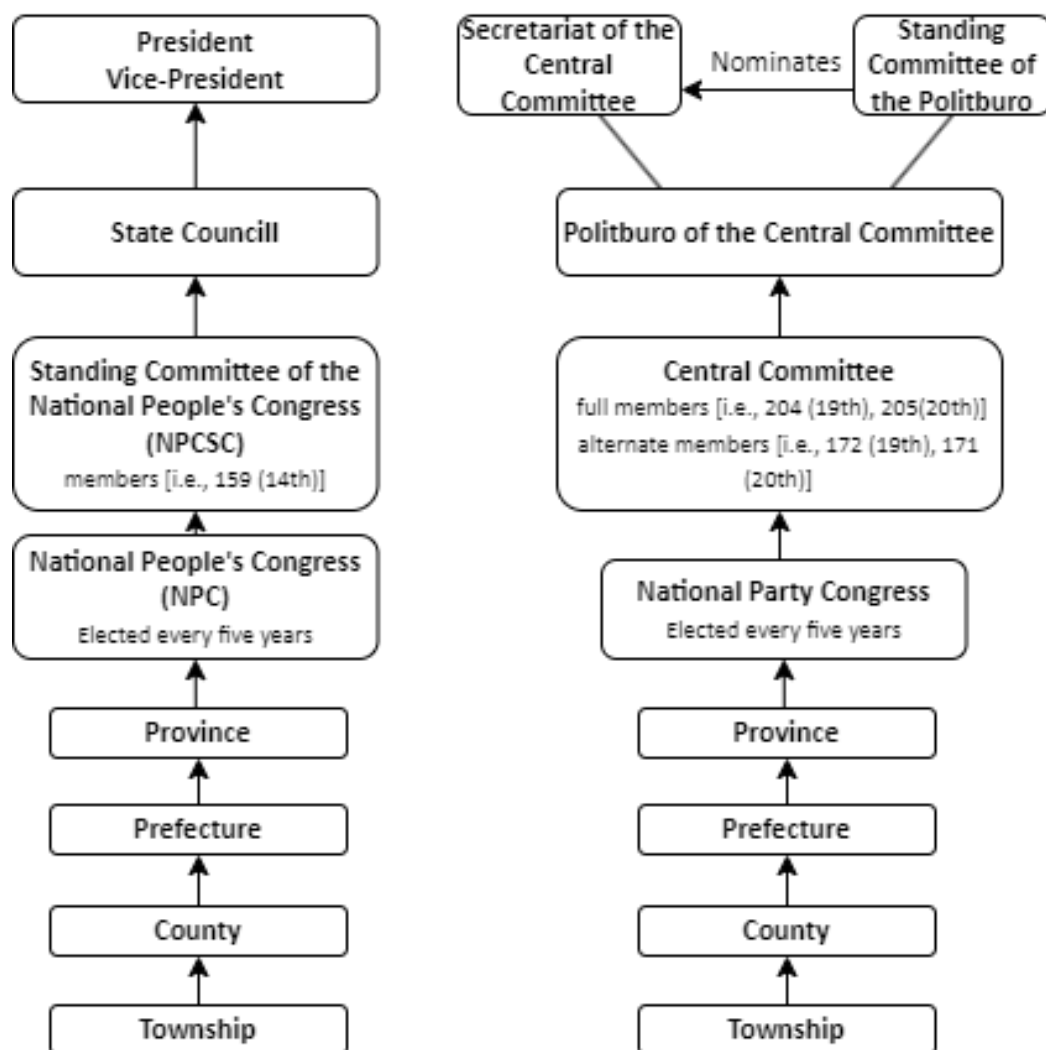 President
Vice-President
State Councill
Standing Committee of the
National People's Congress
(NPCSC)
members [i.e., 159 (14th)]
National People's Congress
(NPC)
Elected every five years
Province
Prefecture
County
Township
Secretariat of the
Central
Committee
Nominates
Standing
Committee of
the Politburo
Politburo of the Central Committee
Central Committee
full members [i.e., 204 (19th), 205(20th)]
alternate members [i.e., 172 (19th), 171
(20th)]
National Party Congress
Elected every five years
Province
Prefecture
County
Township